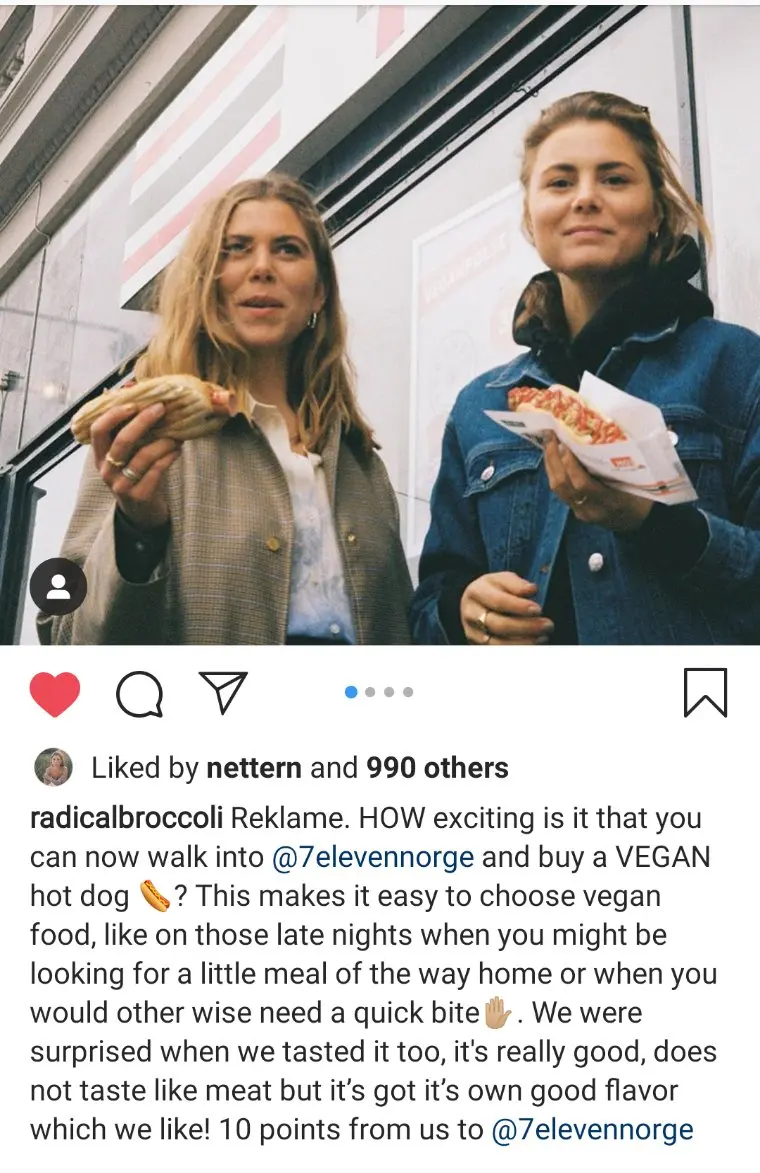 Liked by nettern and 990 others
radicalbroccoli Reklame. HOW exciting is it that you
can now walk into @7elevennorge and buy a VEGAN
hot dog 🌭? This makes it easy to choose vegan
food, like on those late nights when you might be
looking for a little meal of the way home or when you
would other wise need a quick bite🤚🏼. We were
surprised when we tasted it too, it's really good, does
not taste like meat but it’s got it’s own good flavor
which we like! 10 points from us to @7elevennorge